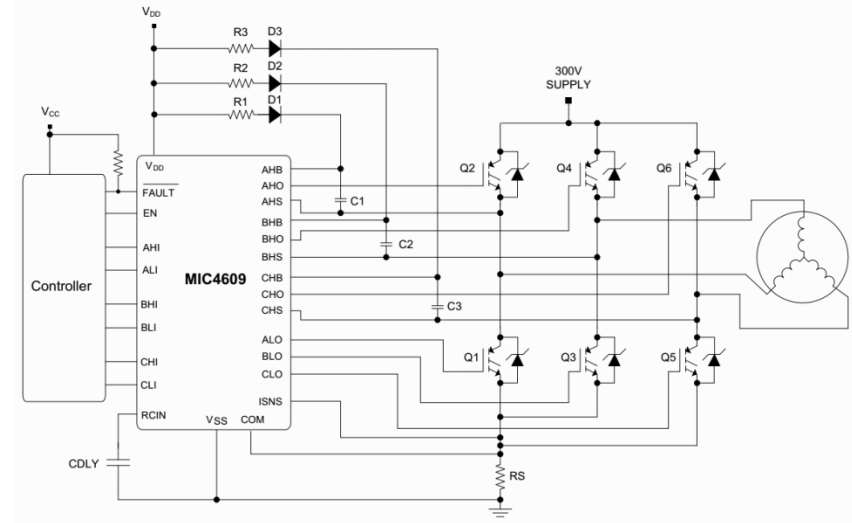 VDD
R3
D3
R2
D2
R1
D1
300V
SUPPLY
VCC
VDD
FAULT
EN
AHI
ALI
BHI
BLI
CHI
CLI
RCIN
Controller
MIC4609
AHB
AHO
AHS
BHB
BHO
BHS
CHB
CHO
CHS
ALO
BLO
CLO
ISNS
VSS
COM
C1
C2
C3
Q2
Q4
Q6
Q1
Q3
Q5
CDLY
RS